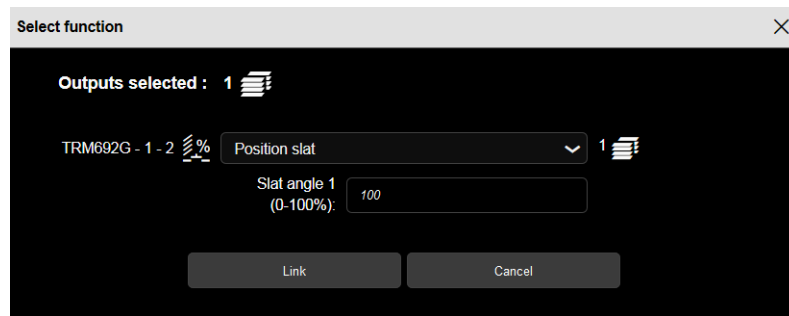 Select function
Outputs selected : 1
TRM692G - 1 - 2 % Position slat 1
Slat angle 1
(0-100%): 100
Link Cancel